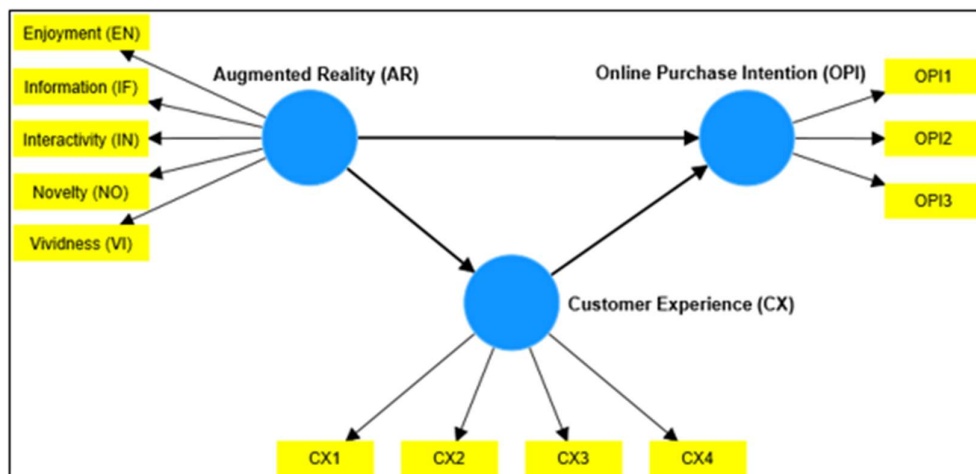 Enjoyment (EN)
Information (IF)
Interactivity (IN)
Novelty (NO)
Vividness (VI)
Augmented Reality (AR)
Online Purchase Intention (OPI)
OPI1
OPI2
OPI3
Customer Experience (CX)
CX1
CX2
CX3
CX4